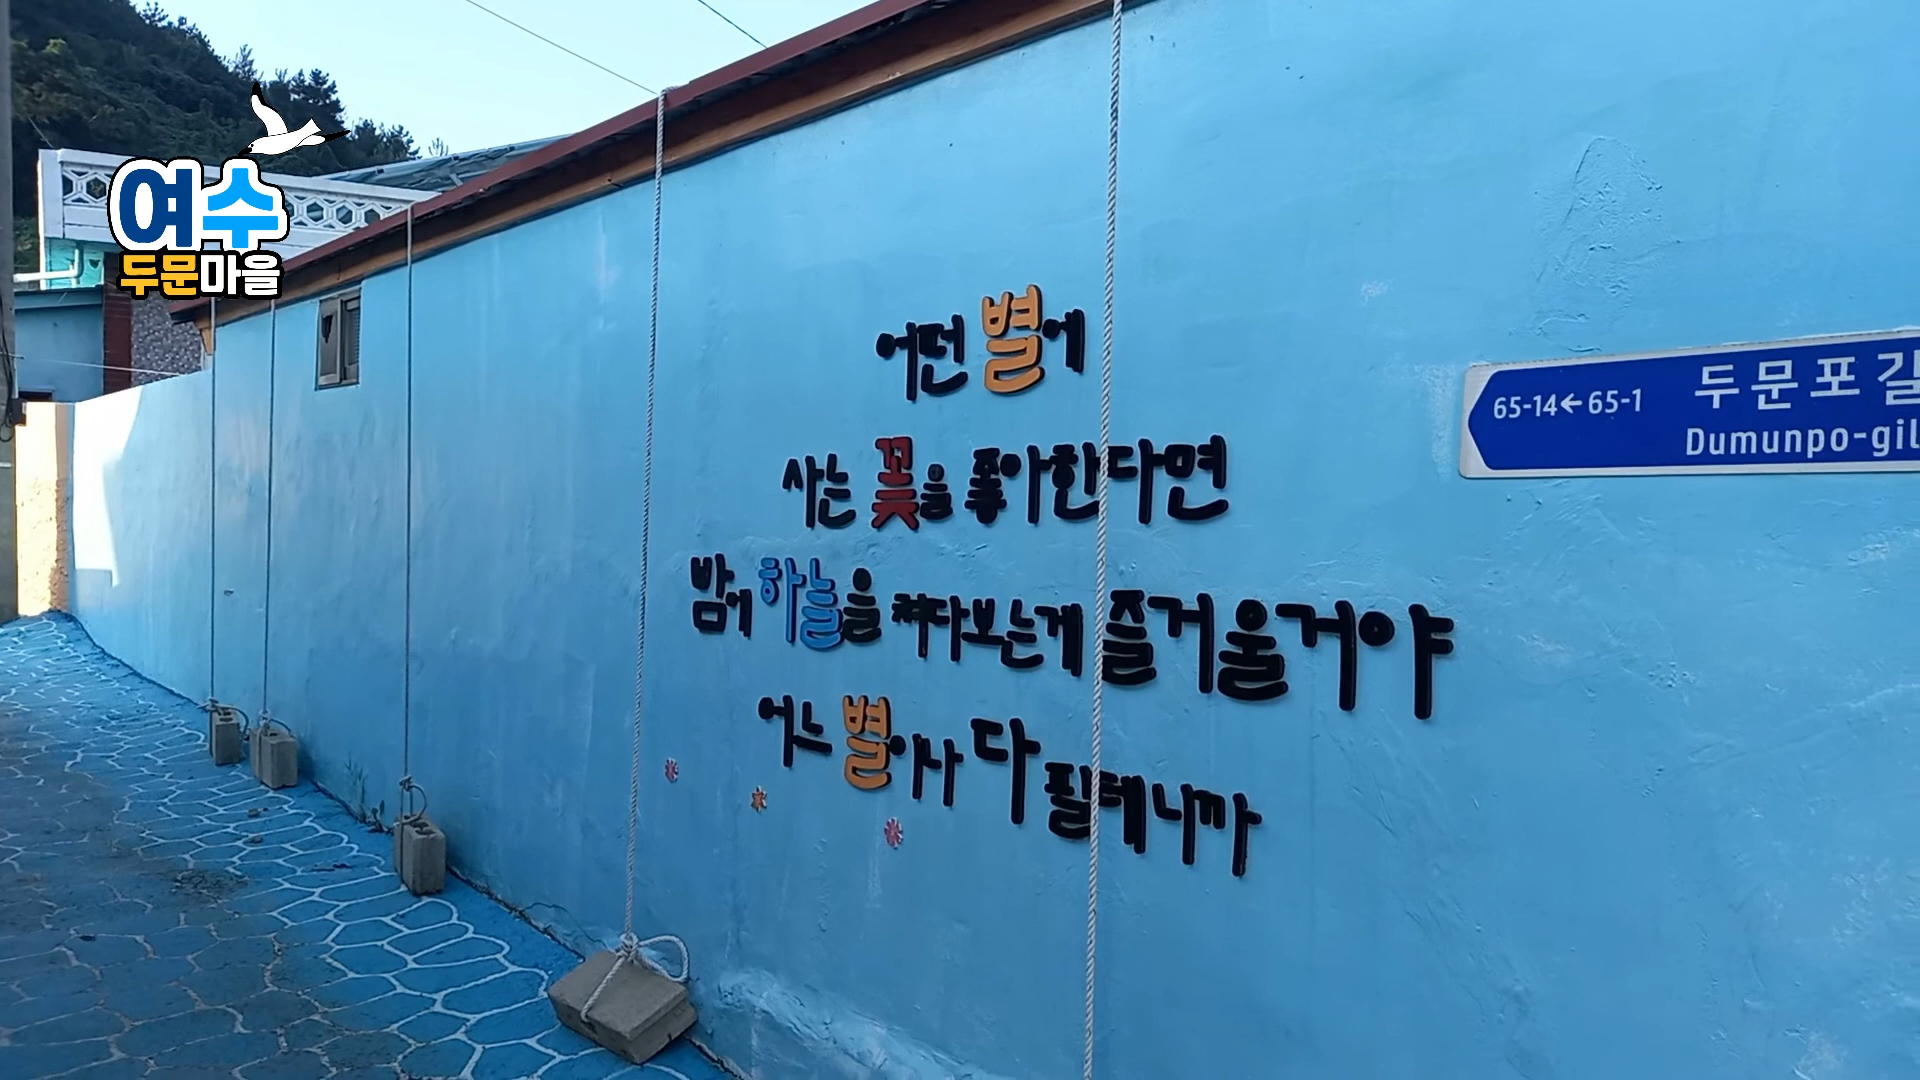 여수
두문마을
어떤 별에
사는 꽃을 좋아한다면
밤에 하늘을 쳐다보는게 즐거울거야
어느 별이나 다 필테니까
65-14←65-1
두문포길
Dumunpo-gil